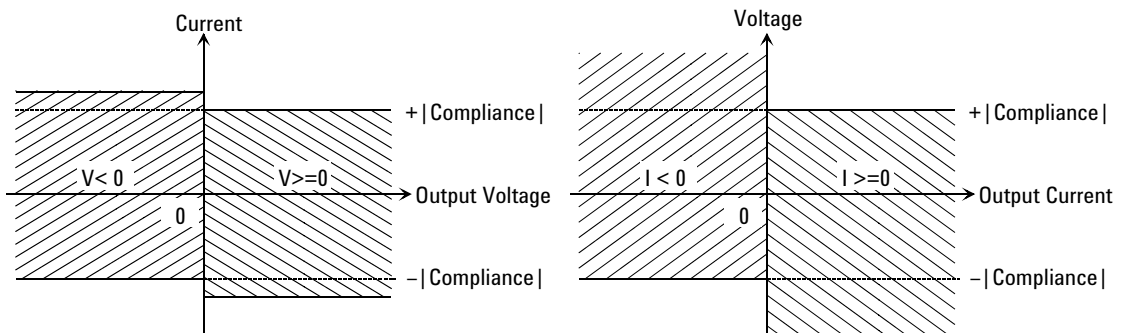 Current
+|Compliance|
V< 0
V>=0
Output Voltage
0
–|Compliance|
Voltage
+|Compliance|
I < 0
I >=0
Output Current
0
–|Compliance|